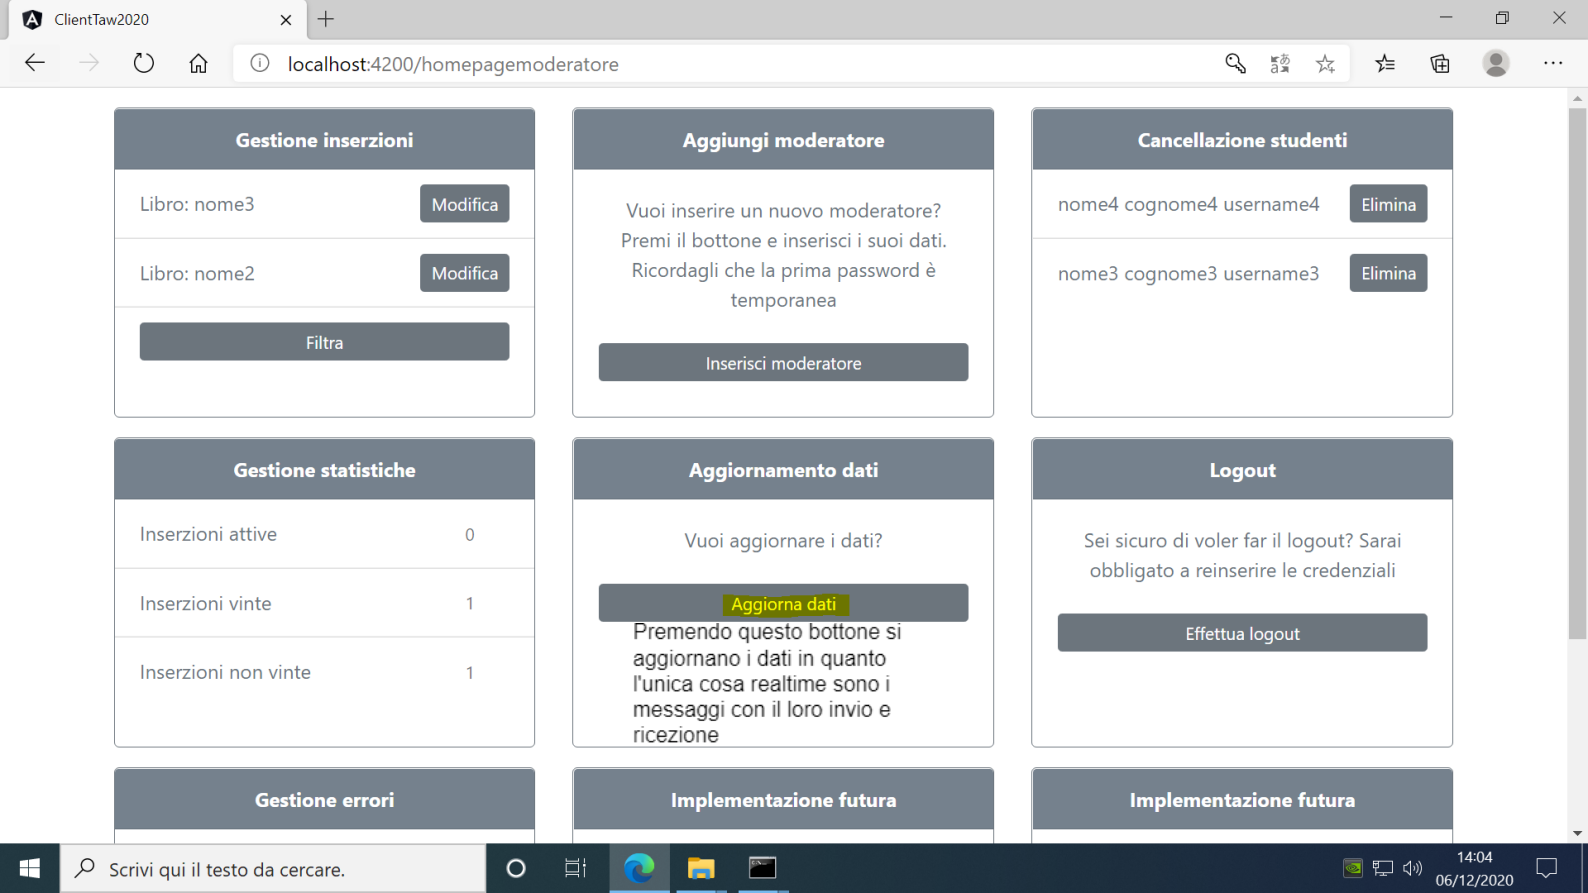 ClientTaw2020
localhost:4200/homepagemoderatore
Gestione inserzioni
Libro: nome3
Modifica
Libro: nome2
Modifica
Filtra
Aggiungi moderatore
Vuoi inserire un nuovo moderatore?
Premi il bottone e inserisci i suoi dati.
Ricordagli che la prima password è
temporanea
Inserisci moderatore
Cancellazione studenti
nome4 cognome4 username4
Elimina
nome3 cognome3 username3
Elimina
Gestione statistiche
Inserzioni attive 0
Inserzioni vinte 1
Inserzioni non vinte 1
Aggiornamento dati
Vuoi aggiornare i dati?
Aggiorna dati
Premendo questo bottone si
aggiornano i dati in quanto
l'unica cosa realtime sono i
messaggi con il loro invio e
ricezione
Logout
Sei sicuro di voler far il logout? Sarai
obbligato a reinserire le credenziali
Effettua logout
Gestione errori
Implementazione futura
Implementazione futura
Scrivi qui il testo da cercare.
14:04
06/12/2020